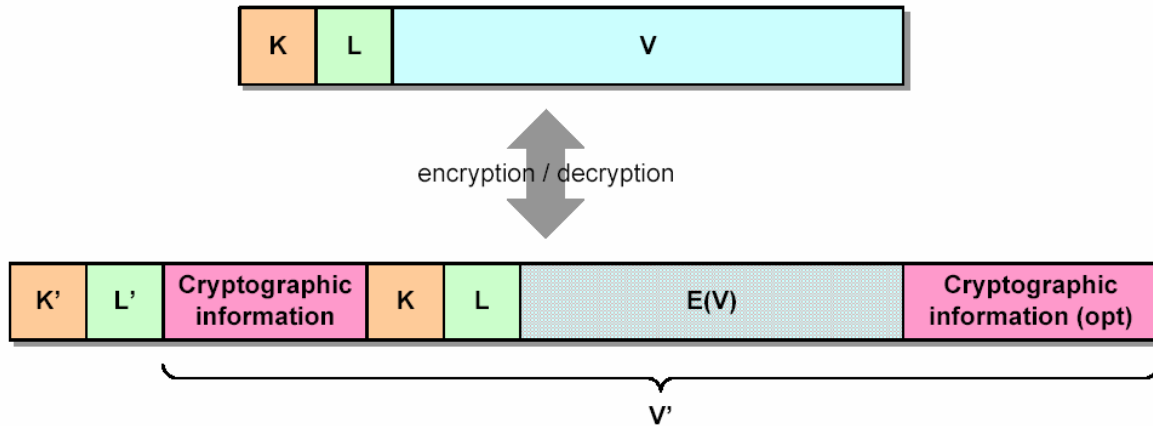 K L V
encryption / decryption
K’ L’ Cryptographic information K L E(V) Cryptographic information (opt)
V’